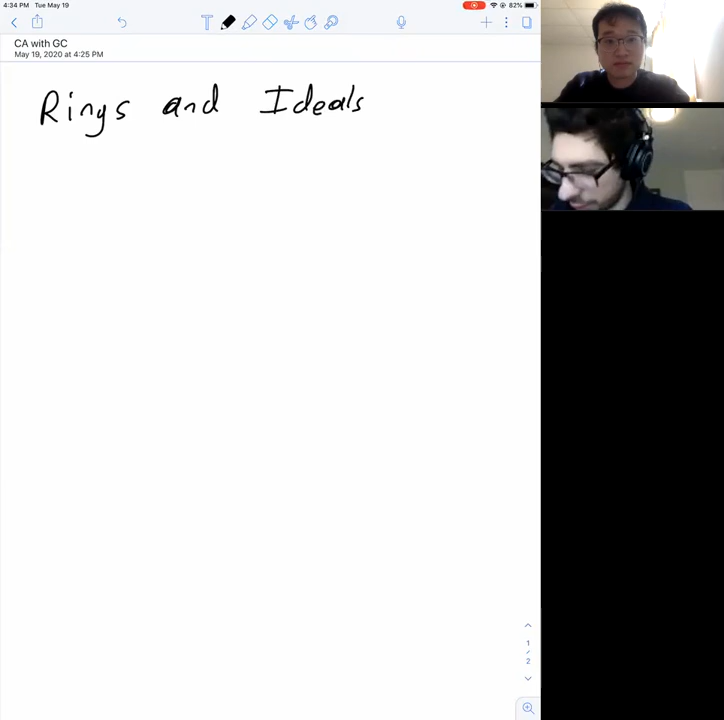 4:34 PM Tue May 19 82%
CA with GC
May 19, 2020 at 4:25 PM
Rings and Ideals
1
/
2